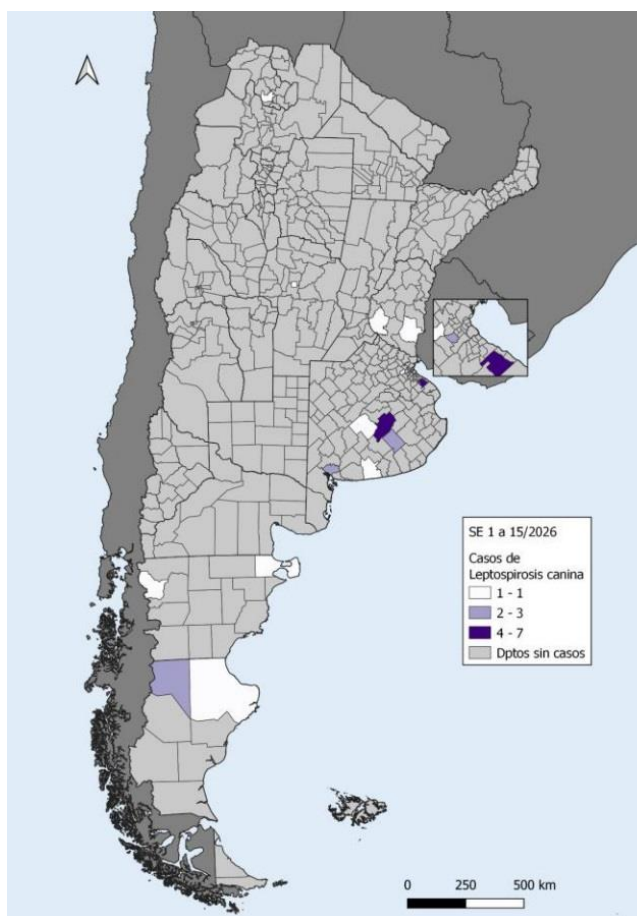 SE 1 a 15/2026
Casos de
Leptospirosis canina
1 - 1
2 - 3
4 - 7
Dptos sin casos
0 250 500 km